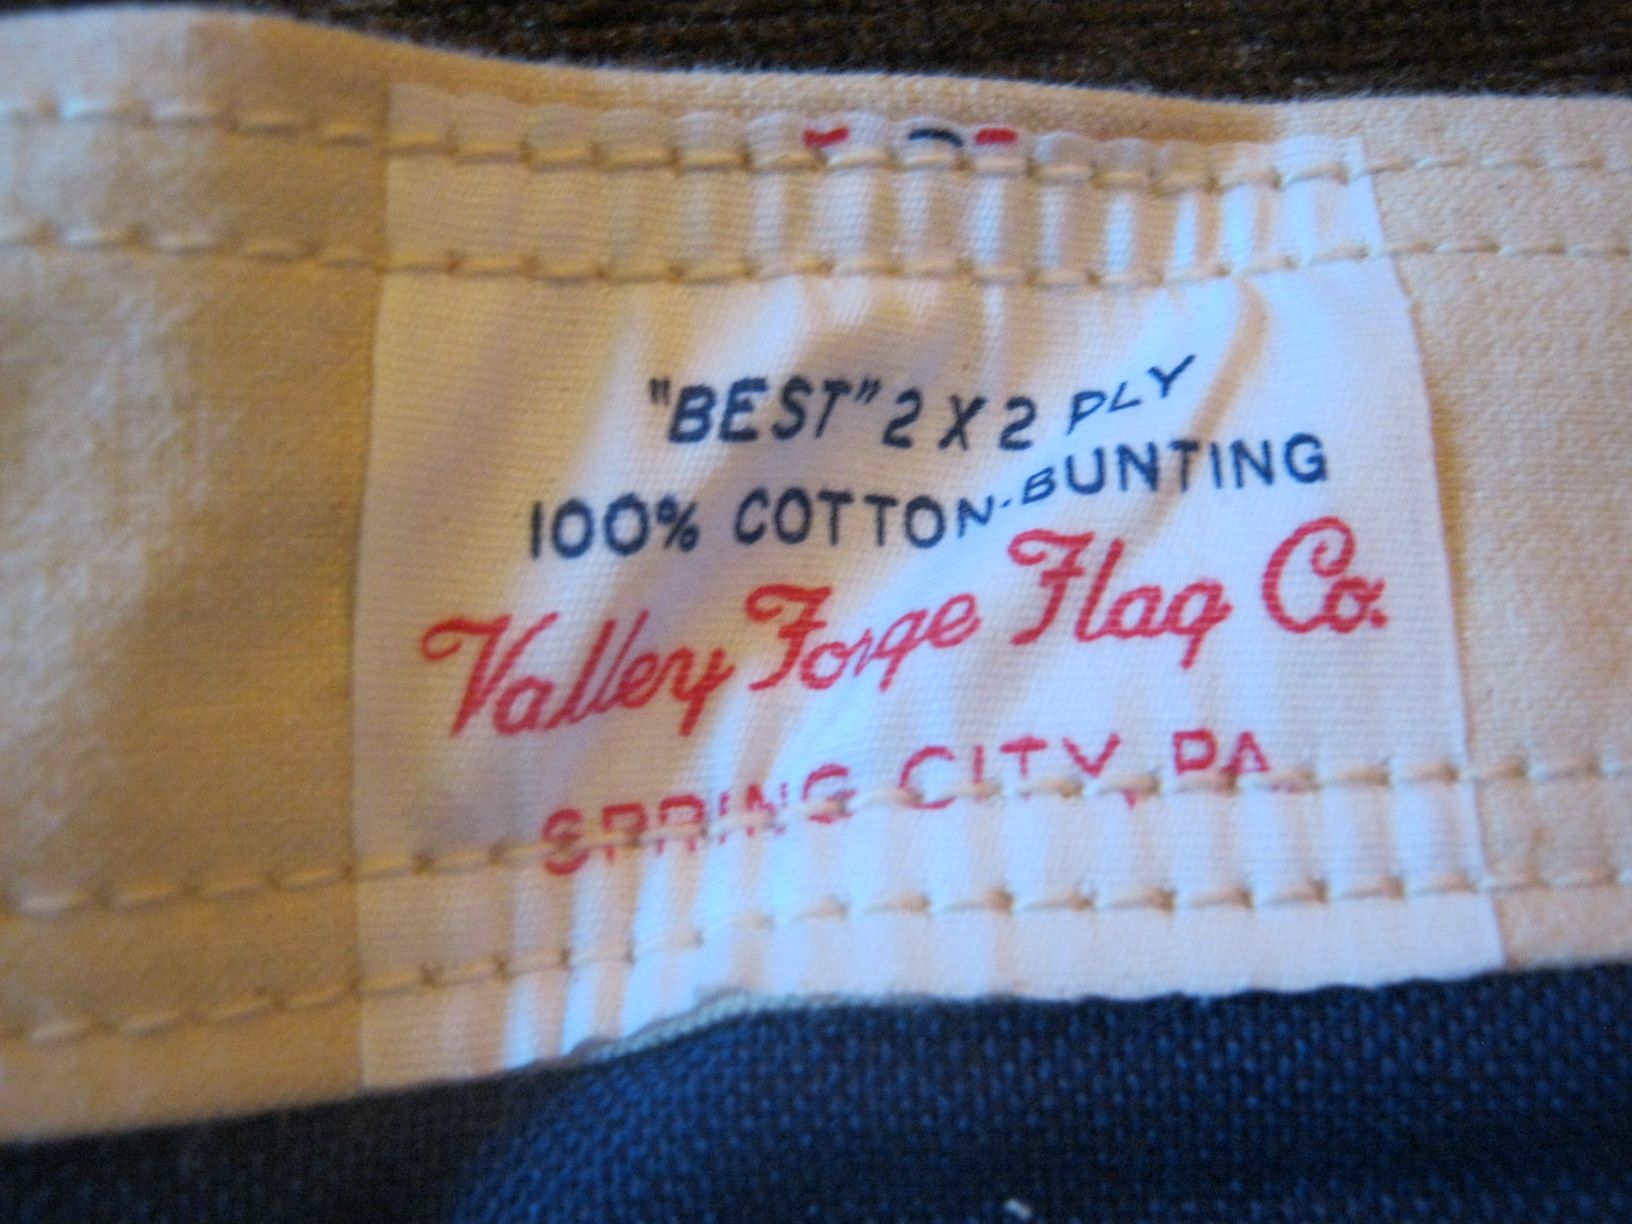 "BEST" 2 X 2 PLY
100% COTTON-BUNTING
Valley Forge Flag Co.
SPRING CITY, PA.